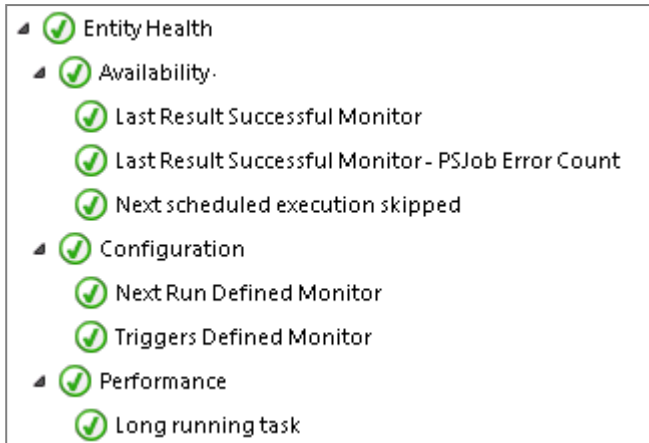 Entity Health
Availability
Last Result Successful Monitor
Last Result Successful Monitor - PSJob Error Count
Next scheduled execution skipped
Configuration
Next Run Defined Monitor
Triggers Defined Monitor
Performance
Long running task